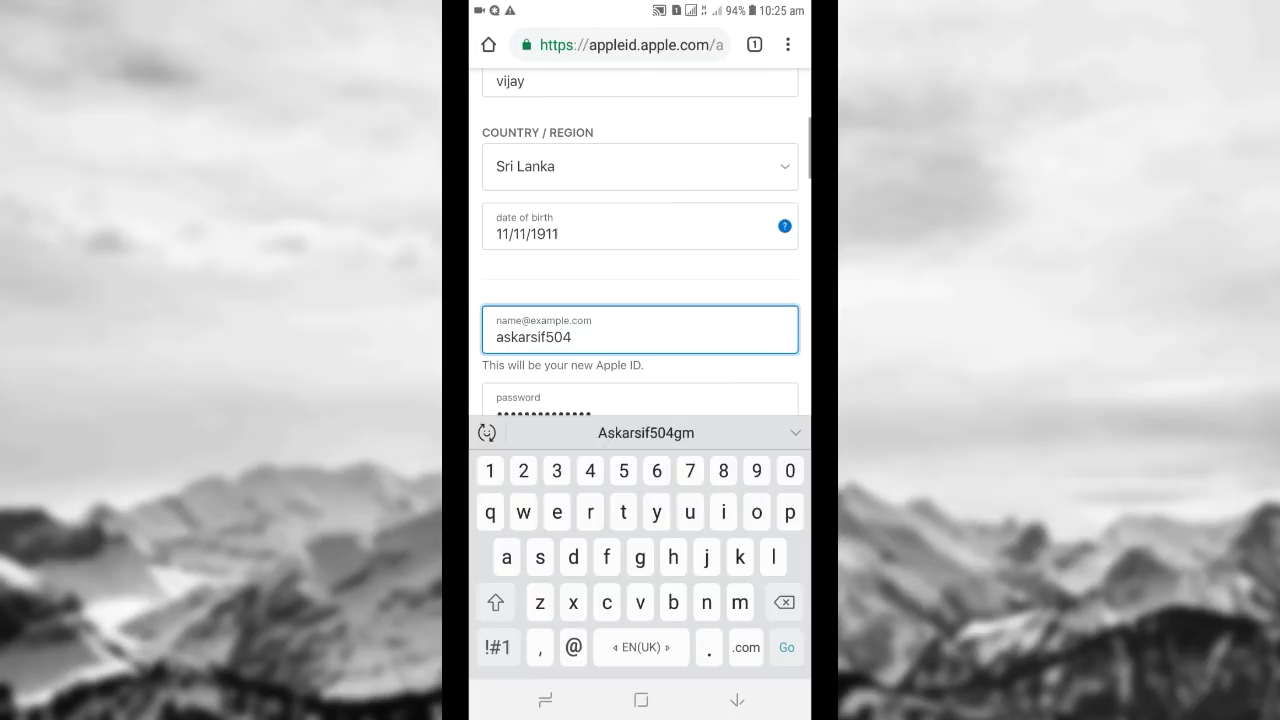 94% 10:25 am
https://appleid.apple.com/a 1
vijay
COUNTRY / REGION
Sri Lanka
date of birth
11/11/1911
?
name@example.com
askarsif504
This will be your new Apple ID.
password
••••••••••••••
Askarsif504gm
1 2 3 4 5 6 7 8 9 0
q w e r t y u i o p
a s d f g h j k l
z x c v b n m
!#1 , @ EN(UK) . .com Go